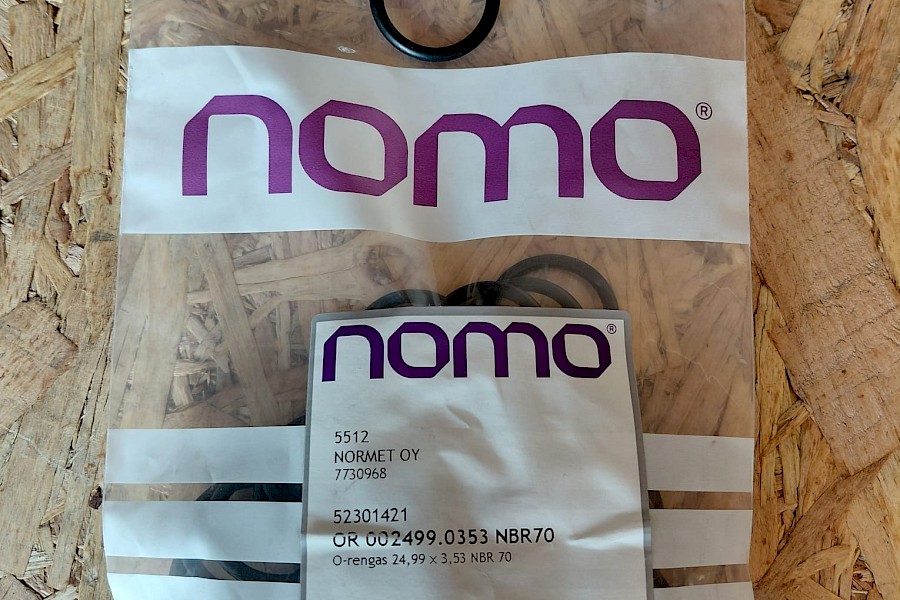 nomo®
nomo®
5512
NORMET OY
7730968
52301421
OR 002499.0353 NBR70
O-rengas 24,99 x 3,53 NBR 70